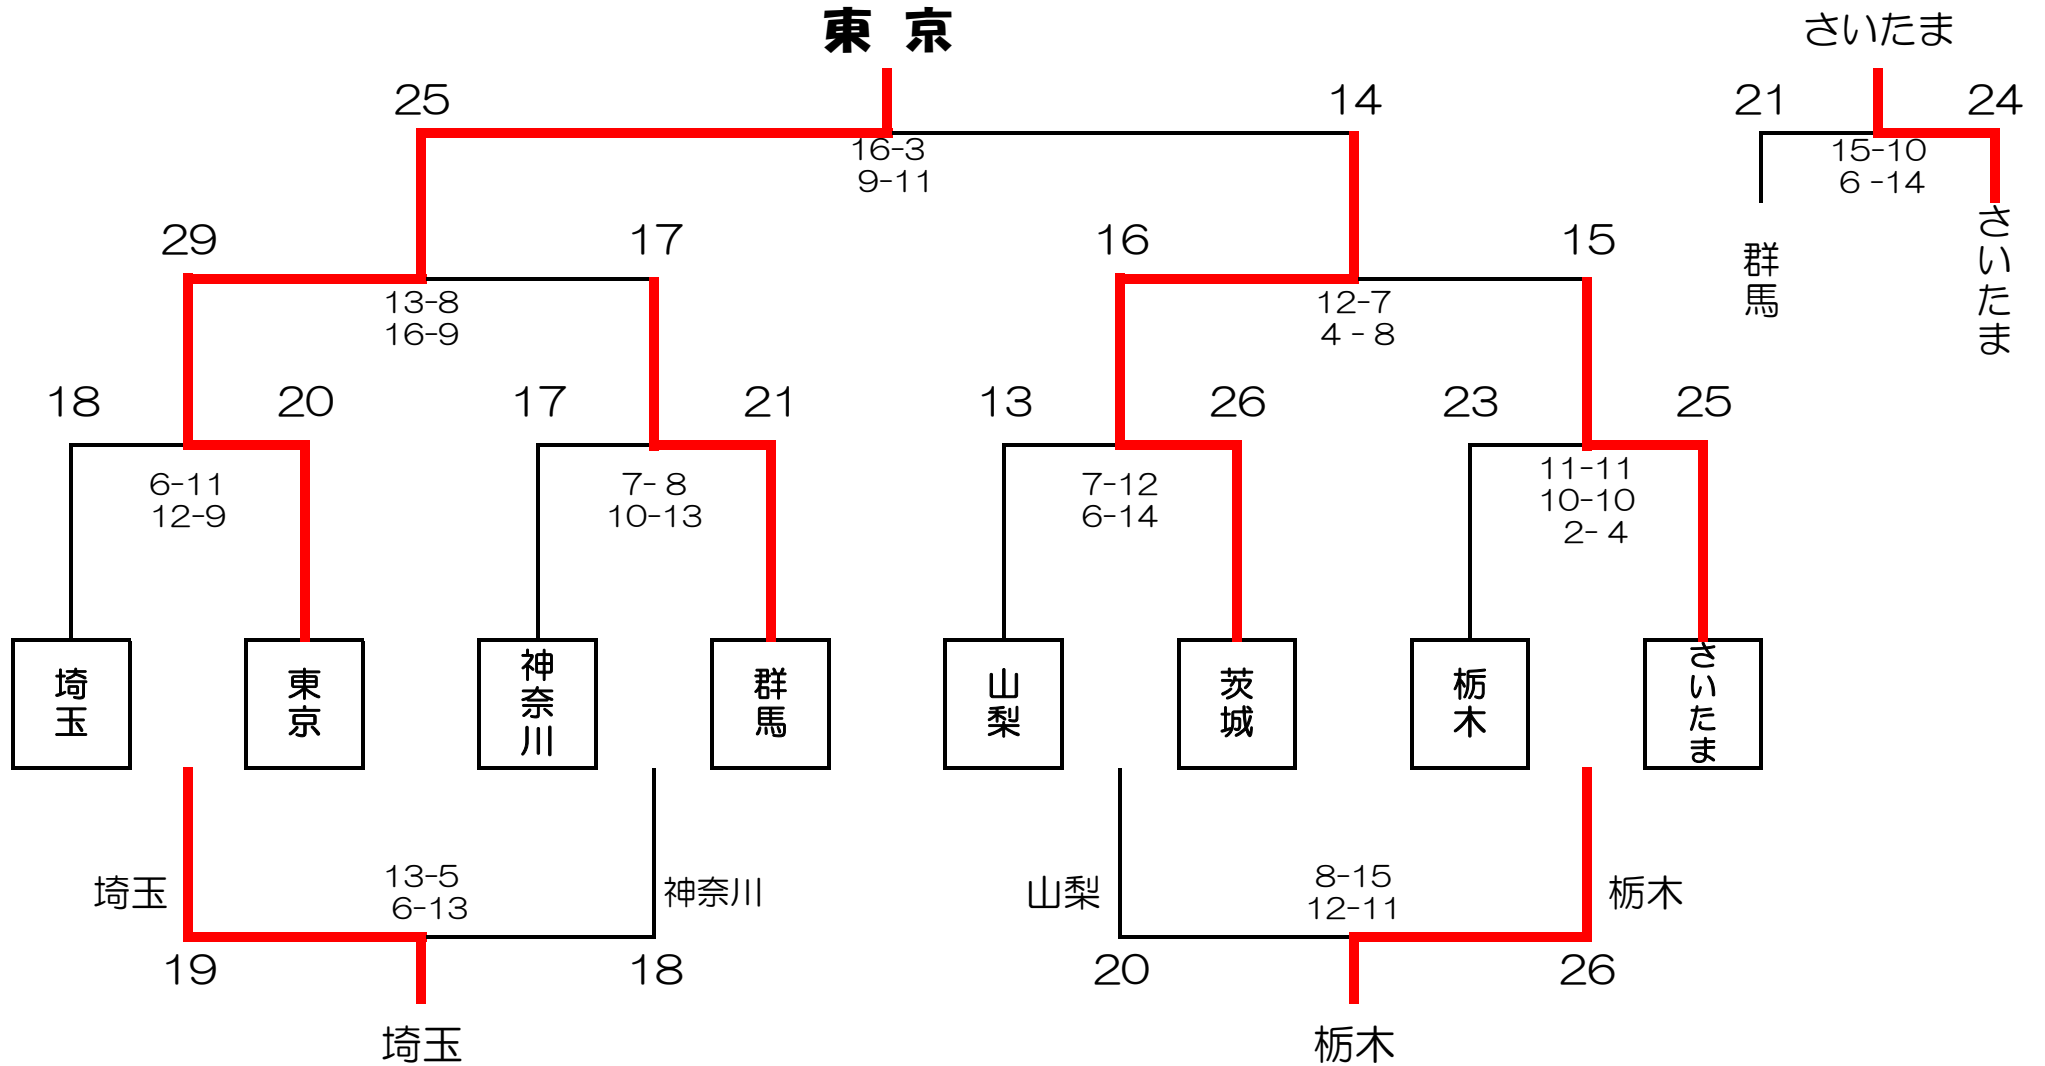 東 京
さいたま
25
14
21
24
16-3
9-11
15-10
6 -14
群馬
さいたま
29
17
16
15
13-8
16-9
12-7
4 - 8
18
20
17
21
13
26
23
25
6-11
12-9
7- 8
10-13
7-12
6-14
11-11
10-10
2- 4
埼玉
東京
神奈川
群馬
山梨
茨城
栃木
さいたま
埼玉
13-5
6-13
神奈川
山梨
8-15
12-11
栃木
19
18
20
26
埼玉
栃木